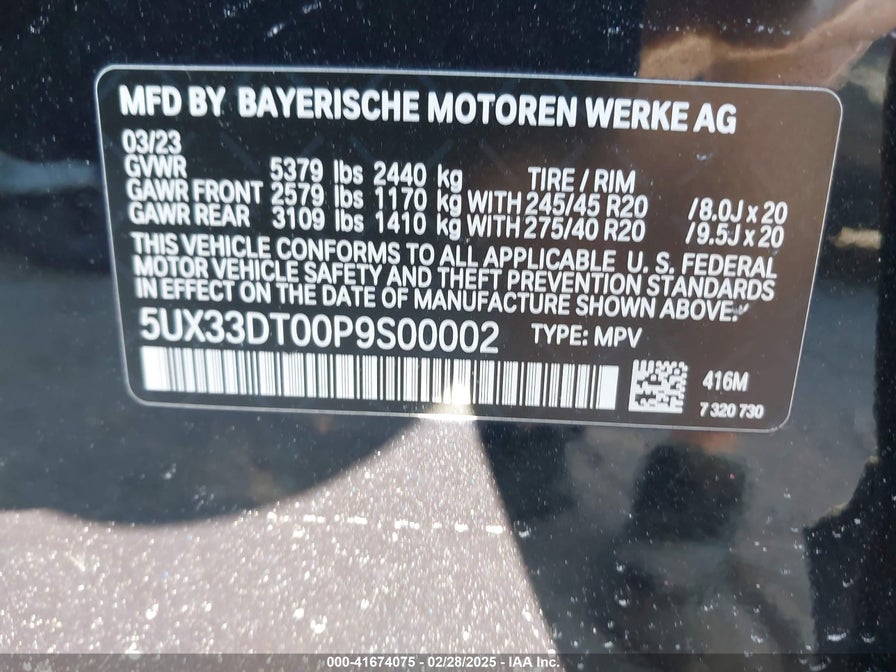 MFD BY BAYERISCHE MOTOREN WERKE AG
03/23
GVWR 5379 lbs 2440 kg TIRE / RIM
GAWR FRONT 2579 lbs 1170 kg WITH 245/45 R20 /8.0J x 20
GAWR REAR 3109 lbs 1410 kg WITH 275/40 R20 /9.5J x 20
THIS VEHICLE CONFORMS TO ALL APPLICABLE U. S. FEDERAL
MOTOR VEHICLE SAFETY AND THEFT PREVENTION STANDARDS
IN EFFECT ON THE DATE OF MANUFACTURE SHOWN ABOVE.
5UX33DT00P9S00002 TYPE: MPV
416M
7 320 730
000-41674075 - 02/28/2025 - IAA Inc.